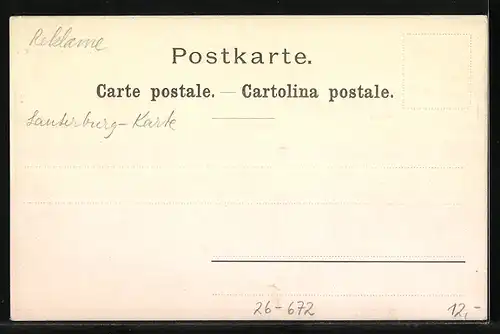 Reklame
Postkarte.
Carte postale. — Cartolina postale.
Lauterburg-Karte
26-672
12,-